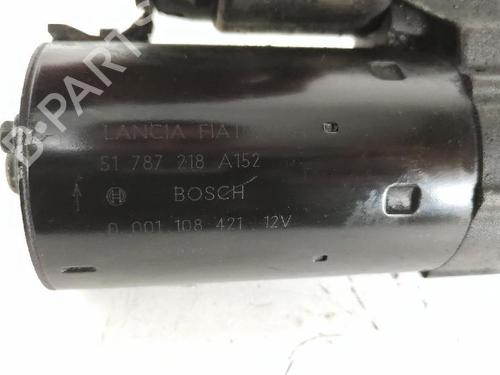 B-PARTS
LANCIA FIAT
51 787 218 A152
BOSCH
0 001 108 421 12V